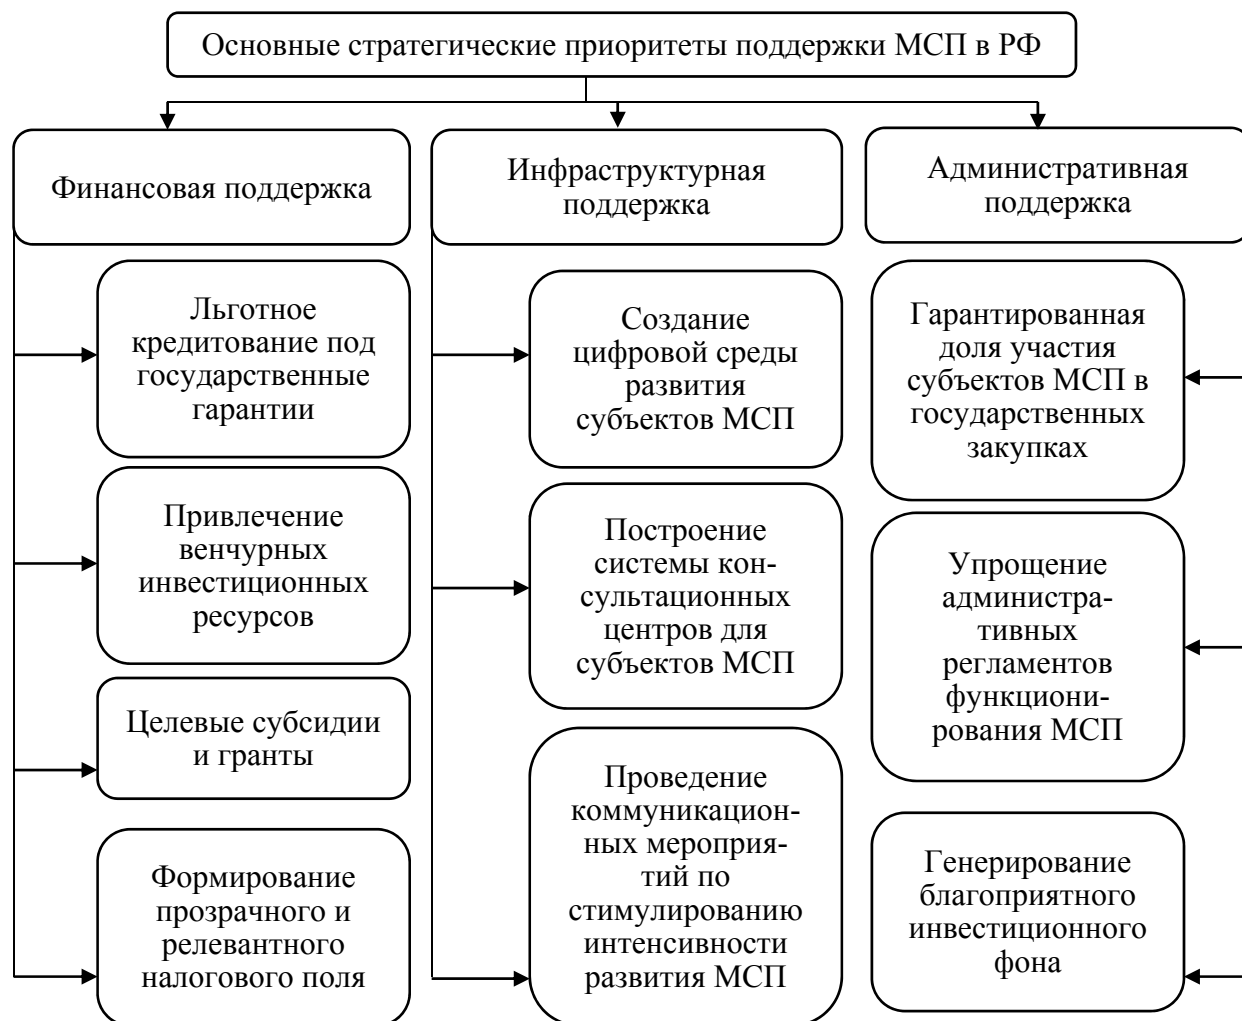 Основные стратегические приоритеты поддержки МСП в РФ
Финансовая поддержка
Льготное
кредитование под
государственные
гарантии
Привлечение
венчурных
инвестиционных
ресурсов
Целевые субсидии
и гранты
Формирование
прозрачного и
релевантного
налогового поля
Инфраструктурная
поддержка
Создание
цифровой среды
развития
субъектов МСП
Построение
системы кон-
сультационных
центров для
субъектов МСП
Проведение
коммуникацион-
ных мероприя-
тий по
стимулированию
интенсивности
развития МСП
Административная
поддержка
Гарантированная
доля участия
субъектов МСП в
государственных
закупках
Упрощение
администра-
тивных
регламентов
функциони-
рования МСП
Генерирование
благоприятного
инвестиционного
фона